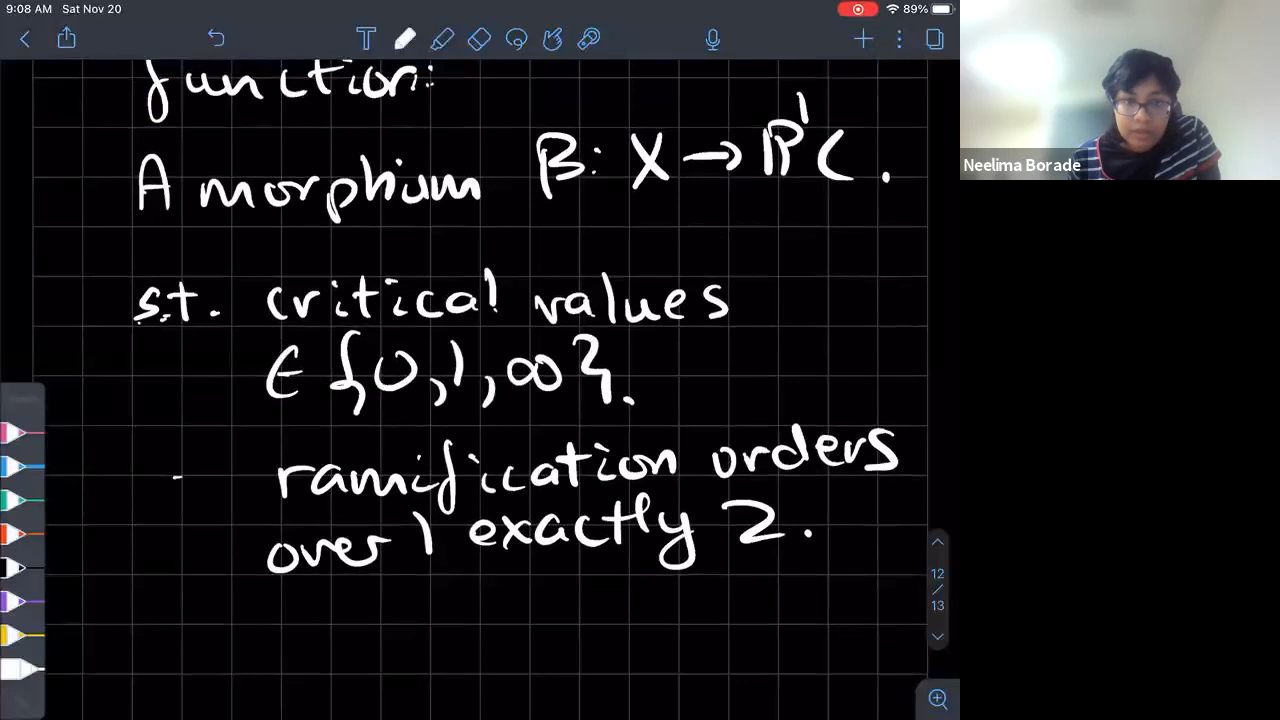 9:08 AM Sat Nov 20
89%
function:
A morphism β: X → P¹C.
s.t. critical values
∈ {0, 1, ∞}.
ramification orders
over 1 exactly 2.
12
/
13
Neelima Borade